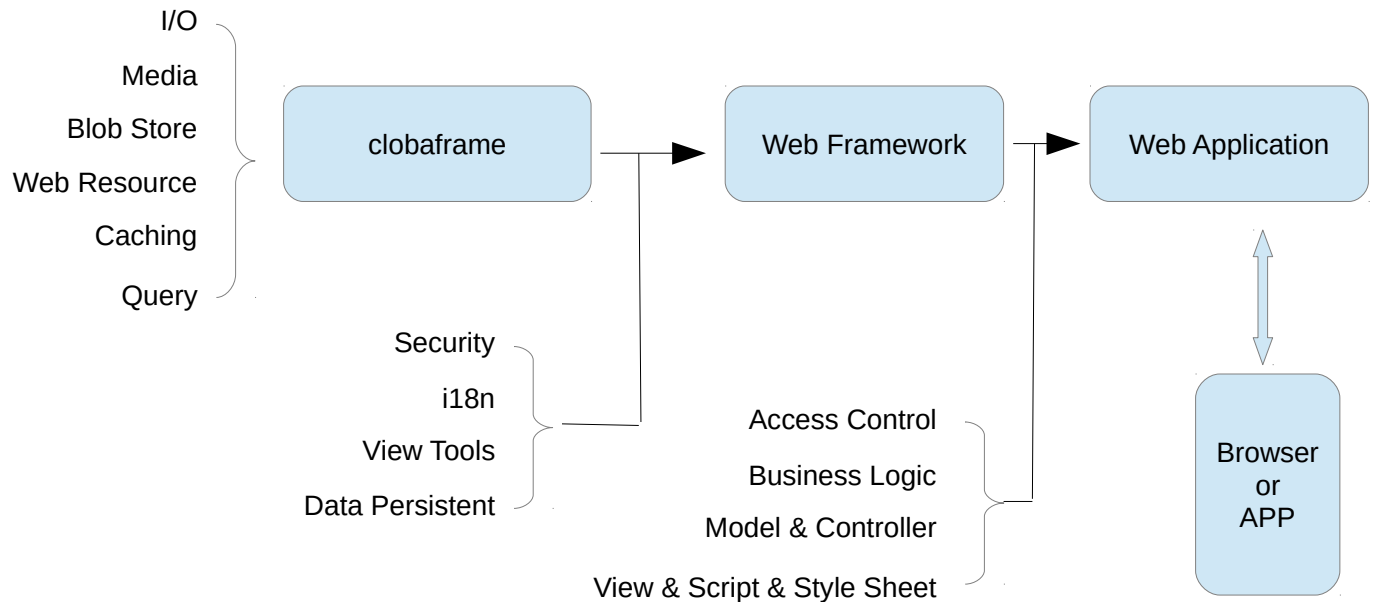 I/O
Media
Blob Store
Web Resource
Caching
Query
clobaframe
Web Framework
Web Application
Security
i18n
View Tools
Data Persistent
Access Control
Business Logic
Model & Controller
View & Script & Style Sheet
Browser
or
APP